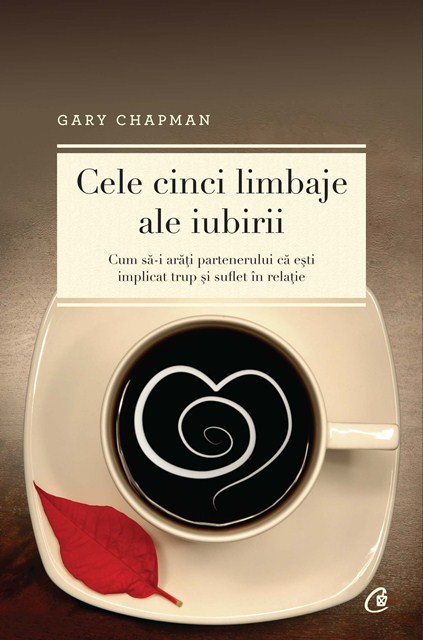 GARY CHAPMAN
Cele cinci limbaje
ale iubirii
Cum să-i arăți partenerului că ești
implicat trup și suflet în relație